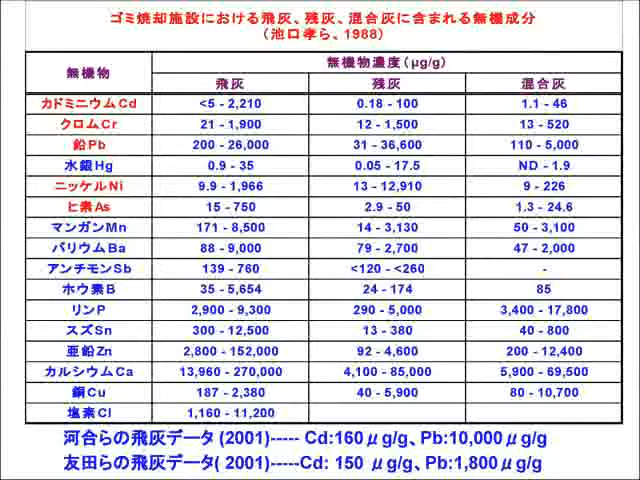 ゴミ焼却施設における飛灰、残灰、混合灰に含まれる無機成分
(池口孝ら、1988)
無機物 無機物濃度(μg/g)
飛灰 残灰 混合灰
カドミニウムCd <5 - 2,210 0.18 - 100 1.1 - 46
クロムCr 21 - 1,900 12 - 1,500 13 - 520
鉛Pb 200 - 26,000 31 - 36,600 110 - 5,000
水銀Hg 0.9 - 35 0.05 - 17.5 ND - 1.9
ニッケルNi 9.9 - 1,966 13 - 12,910 9 - 226
ヒ素As 15 - 750 2.9 - 50 1.3 - 24.6
マンガンMn 171 - 8,500 14 - 3,130 50 - 3,100
バリウムBa 88 - 9,000 79 - 2,700 47 - 2,000
アンチモンSb 139 - 760 <120 - <260 -
ホウ素B 35 - 5,654 24 - 174 85
リンP 2,900 - 9,300 290 - 5,000 3,400 - 17,800
スズSn 300 - 12,500 13 - 380 40 - 800
亜鉛Zn 2,800 - 152,000 92 - 4,600 200 - 12,400
カルシウムCa 13,960 - 270,000 4,100 - 85,000 5,900 - 69,500
銅Cu 187 - 2,380 40 - 5,900 80 - 10,700
塩素Cl 1,160 - 11,200
河合らの飛灰データ(2001)----- Cd:160μg/g、Pb:10,000μg/g
友田らの飛灰データ( 2001)-----Cd: 150 μg/g、Pb:1,800μg/g